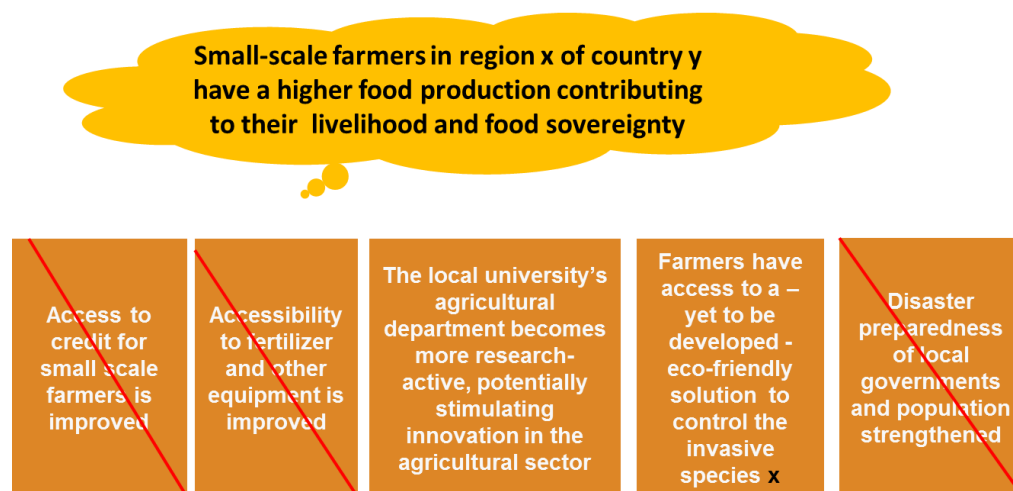 Small-scale farmers in region x of country y
have a higher food production contributing
to their livelihood and food sovereignty
Access to
credit for
small scale
farmers is
improved
Accessibility
to fertilizer
and other
equipment is
improved
The local university’s
agricultural
department becomes
more research-
active, potentially
stimulating
innovation in the
agricultural sector
Farmers have
access to a –
yet to be
developed -
eco-friendly
solution to
control the
invasive
species x
Disaster
preparedness
of local
governments
and population
strengthened